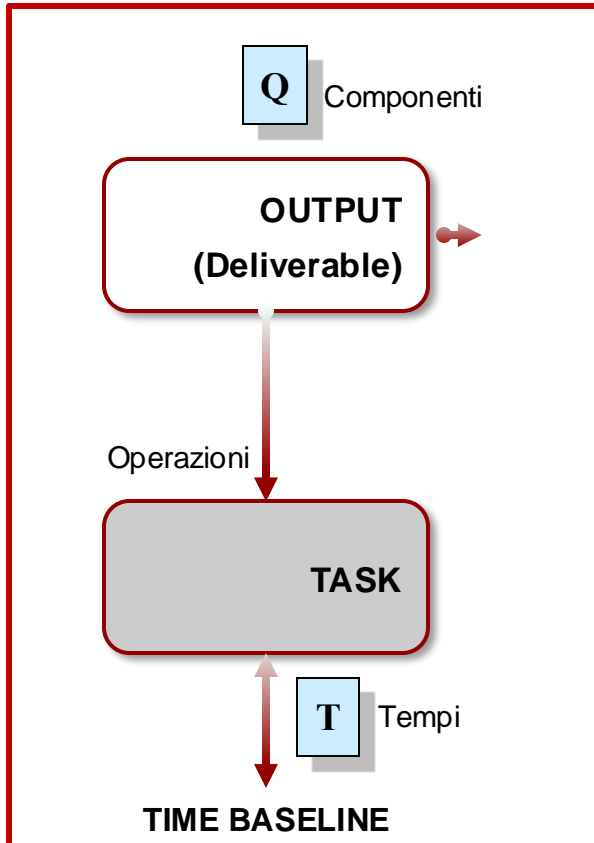 Q
Componenti
OUTPUT
(Deliverable)
Operazioni
TASK
T
Tempi
TIME BASELINE